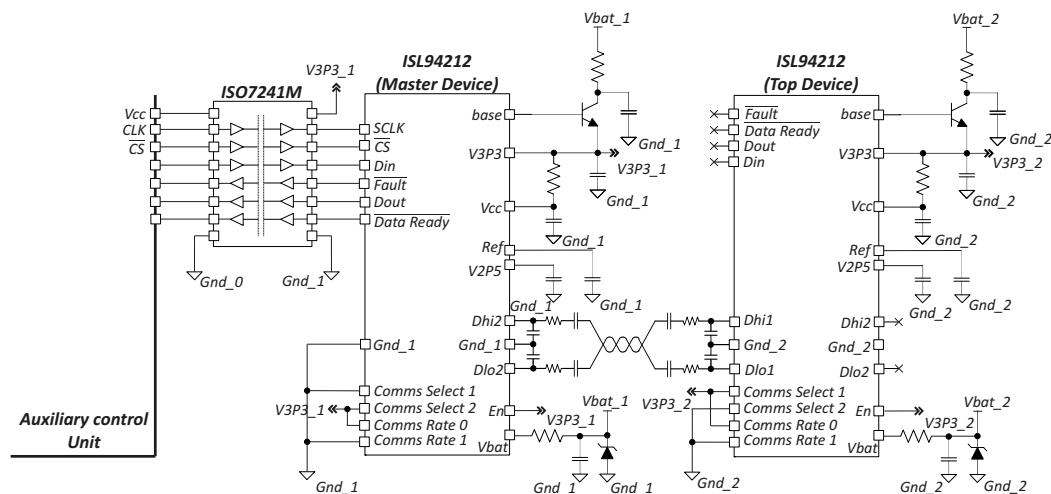 Vbat_1
Vbat_2
ISL94212
(Master Device)
ISL94212
(Top Device)
V3P3_1
ISO7241M
Vcc
CLK
CS
SCLK
CS
Din
Fault
Dout
Data Ready
Gnd_0
Gnd_1
base
Gnd_1
V3P3
V3P3_1
Gnd_1
Vcc
Gnd_1
Ref
V2P5
Gnd_1
Gnd_1
Dhi2
Gnd_1
Dlo2
Gnd_1
Comms Select 1
V3P3_1
Comms Select 2
Comms Rate 0
Comms Rate 1
Gnd_1
En
V3P3_1
Vbat_1
Vbat
Gnd_1
Gnd_1
Fault
Data Ready
Dout
Din
base
Gnd_2
V3P3
V3P3_2
Gnd_2
Vcc
Gnd_2
Ref
V2P5
Gnd_2
Gnd_2
Dhi1
Gnd_2
Dlo1
Dhi2
Gnd_2
Dlo2
Comms Select 1
V3P3_2
Comms Select 2
Comms Rate 0
Comms Rate 1
Gnd_2
En
V3P3_2
Vbat_2
Vbat
Gnd_2
Gnd_2
Auxiliary control
Unit